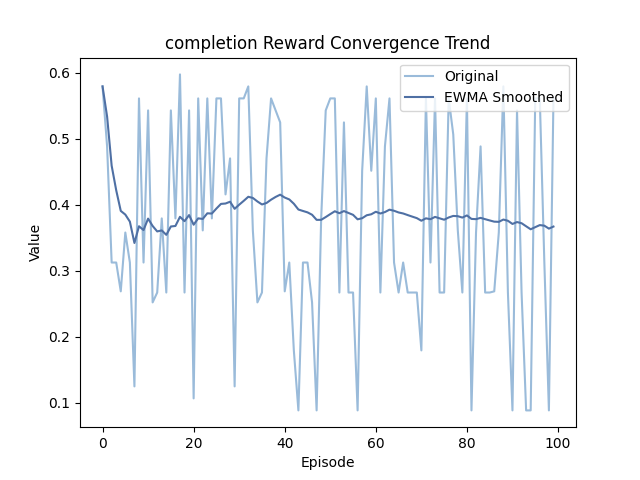 completion Reward Convergence Trend
Original
EWMA Smoothed
Value
0.6
0.5
0.4
0.3
0.2
0.1
0 20 40 60 80 100
Episode